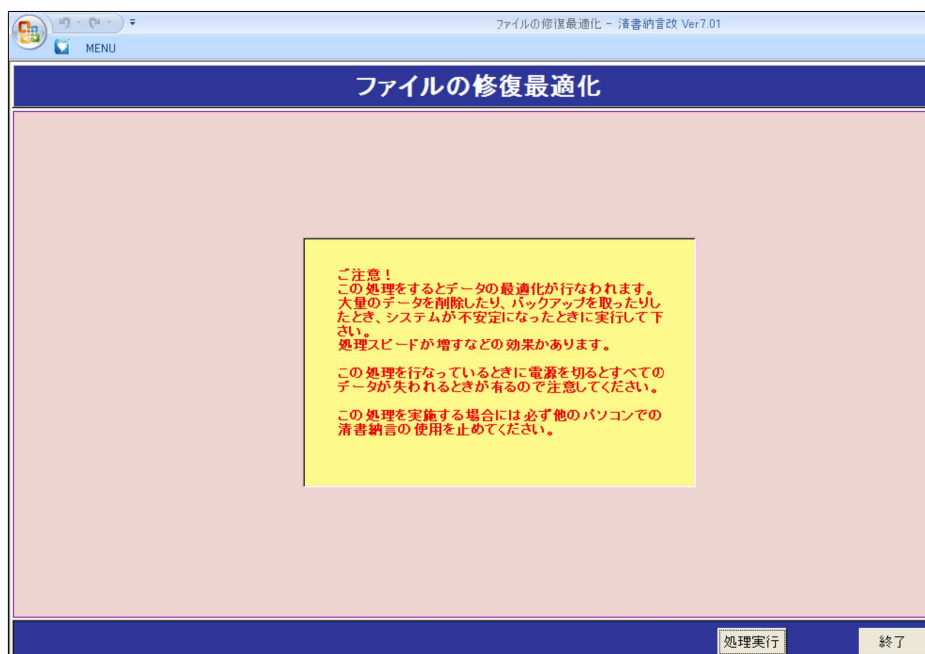 ファイルの修復最適化 - 清書納言改 Ver7.01
MENU
ファイルの修復最適化
ご注意！
この処理をするとデータの最適化が行なわれます。
大量のデータを削除したり、バックアップを取ったりし
たとき、システムが不安定になったときに実行して下
さい。
処理スピードが増すなどの効果があります。
この処理を行なっているときに電源を切るとすべての
データが失われるときが有るので注意してください。
この処理を実施する場合には必ず他のパソコンでの
清書納言の使用を止めてください。
処理実行
終了